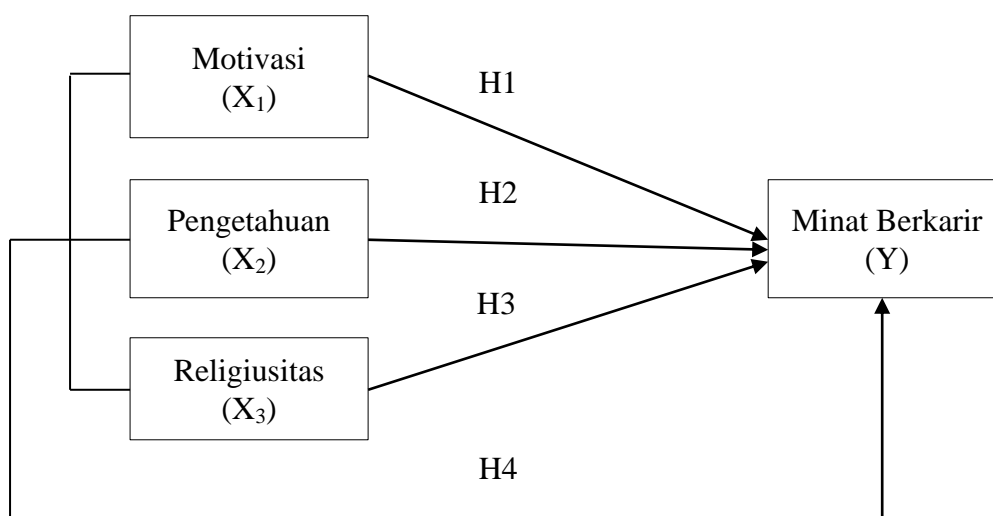 Motivasi
(X₁)
H1
H2
Pengetahuan
(X₂)
Minat Berkarir
(Y)
H3
Religiusitas
(X₃)
H4